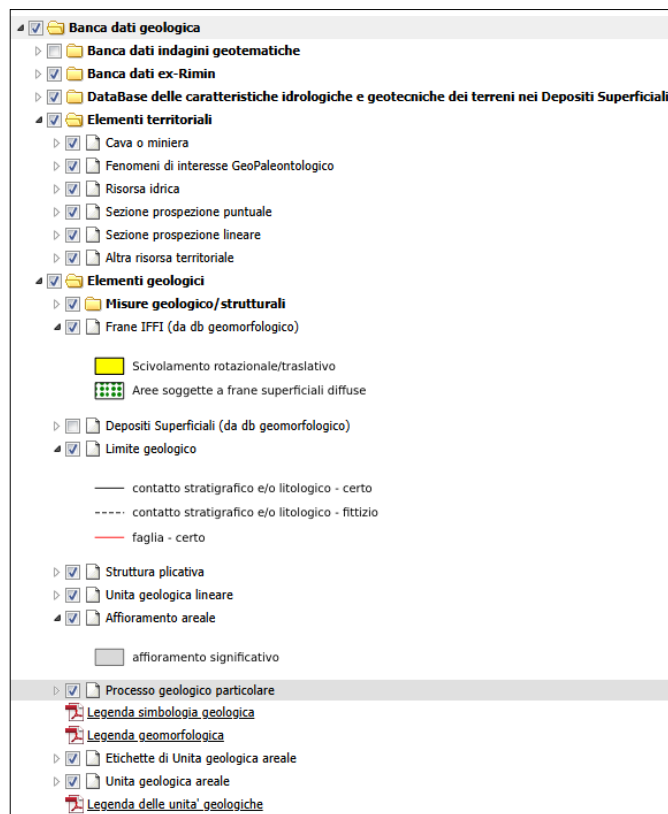 Banca dati geologica
Banca dati indagini geotematiche
Banca dati ex-Rimin
DataBase delle caratteristiche idrologiche e geotecniche dei terreni nei Depositi Superficiali
Elementi territoriali
Cava o miniera
Fenomeni di interesse GeoPaleontologico
Risorsa idrica
Sezione prospezione puntuale
Sezione prospezione lineare
Altra risorsa territoriale
Elementi geologici
Misure geologico/strutturali
Frane IFFI (da db geomorfologico)
Scivolamento rotazionale/traslativo
Aree soggette a frane superficiali diffuse
Depositi Superficiali (da db geomorfologico)
Limite geologico
contatto stratigrafico e/o litologico - certo
contatto stratigrafico e/o litologico - fittizio
faglia - certo
Struttura plicativa
Unita geologica lineare
Affioramento areale
affioramento significativo
Processo geologico particolare
Legenda simbologia geologica
Legenda geomorfologica
Etichette di Unita geologica areale
Unita geologica areale
Legenda delle unita' geologiche